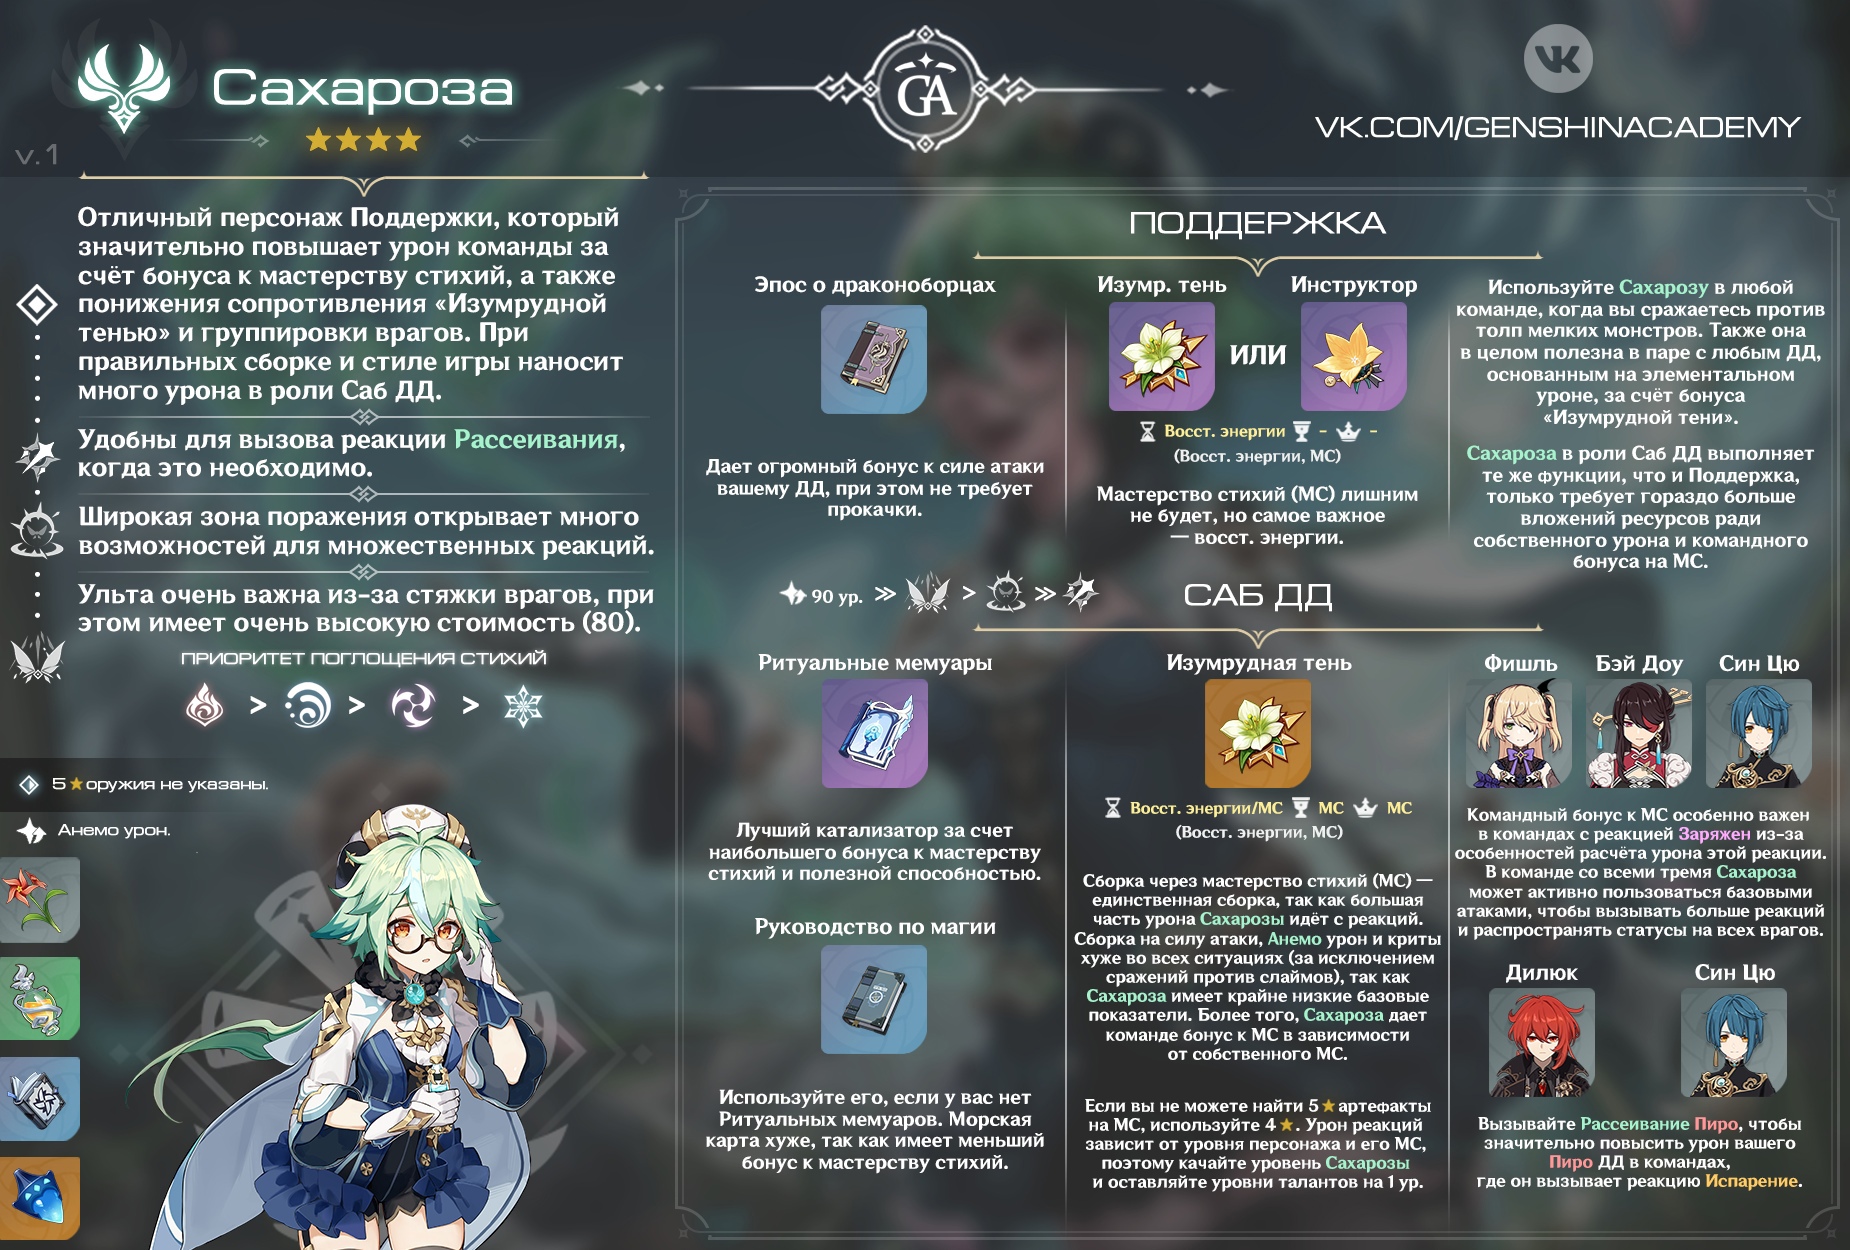 Сахароза
v.1
GA
VK.COM/GENSHINACADEMY
Отличный персонаж Поддержки, который
значительно повышает урон команды за
счёт бонуса к мастерству стихий, а также
понижения сопротивления «Изумрудной
тенью» и группировки врагов. При
правильных сборке и стиле игры наносит
много урона в роли Саб ДД.
Удобны для вызова реакции Рассеивания,
когда это необходимо.
Широкая зона поражения открывает много
возможностей для множественных реакций.
Ульта очень важна из-за стяжки врагов, при
этом имеет очень высокую стоимость (80).
ПРИОРИТЕТ ПОГЛОЩЕНИЯ СТИХИЙ
> > >
5 ★ оружия не указаны.
Анемо урон.
ПОДДЕРЖКА
Эпос о драконоборцах
Дает огромный бонус к силе атаки
вашему ДД, при этом не требует
прокачки.
Изумр. тень
ИЛИ
Инструктор
Восст. энергии - -
(Восст. энергии, МС)
Мастерство стихий (МС) лишним
не будет, но самое важное
— восст. энергии.
Используйте Сахарозу в любой
команде, когда вы сражаетесь против
толп мелких монстров. Также она
в целом полезна в паре с любым ДД,
основанным на элементальном
уроне, за счёт бонуса
«Изумрудной тени».
Сахароза в роли Саб ДД выполняет
те же функции, что и Поддержка,
только требует гораздо больше
вложений ресурсов ради
собственного урона и командного
бонуса на МС.
90 ур. » > »
САБ ДД
Ритуальные мемуары
Лучший катализатор за счет
наибольшего бонуса к мастерству
стихий и полезной способностью.
Руководство по магии
Используйте его, если у вас нет
Ритуальных мемуаров. Морская
карта хуже, так как имеет меньший
бонус к мастерству стихий.
Изумрудная тень
Восст. энергии/МС МС МС
(Восст. энергии, МС)
Сборка через мастерство стихий (МС) —
единственная сборка, так как большая
часть урона Сахарозы идёт с реакций.
Сборка на силу атаки, Анемо урон и криты
хуже во всех ситуациях (за исключением
сражений против слаймов), так как
Сахароза имеет крайне низкие базовые
показатели. Более того, Сахароза дает
команде бонус к МС в зависимости
от собственного МС.
Если вы не можете найти 5 ★ артефакты
на МС, используйте 4 ★. Урон реакций
зависит от уровня персонажа и его МС,
поэтому качайте уровень Сахарозы
и оставляйте уровни талантов на 1 ур.
Фишль
Бэй Доу
Син Цю
Командный бонус к МС особенно важен
в командах с реакцией Заряжен из-за
особенностей расчёта урона этой реакции.
В команде со всеми тремя Сахароза
может активно пользоваться базовыми
атаками, чтобы вызывать больше реакций
и распространять статусы на всех врагов.
Дилюк
Син Цю
Вызывайте Рассеивание Пиро, чтобы
значительно повысить урон вашего
Пиро ДД в командах,
где он вызывает реакцию Испарение.